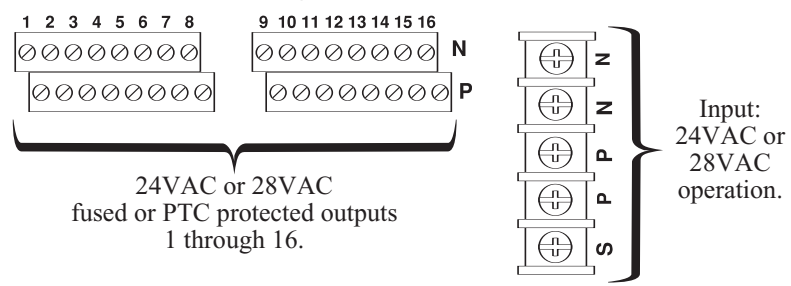 1 2 3 4 5 6 7 8
9 10 11 12 13 14 15 16
N
P
24VAC or 28VAC
fused or PTC protected outputs
1 through 16.
N
N
P
P
S
Input:
24VAC or
28VAC
operation.